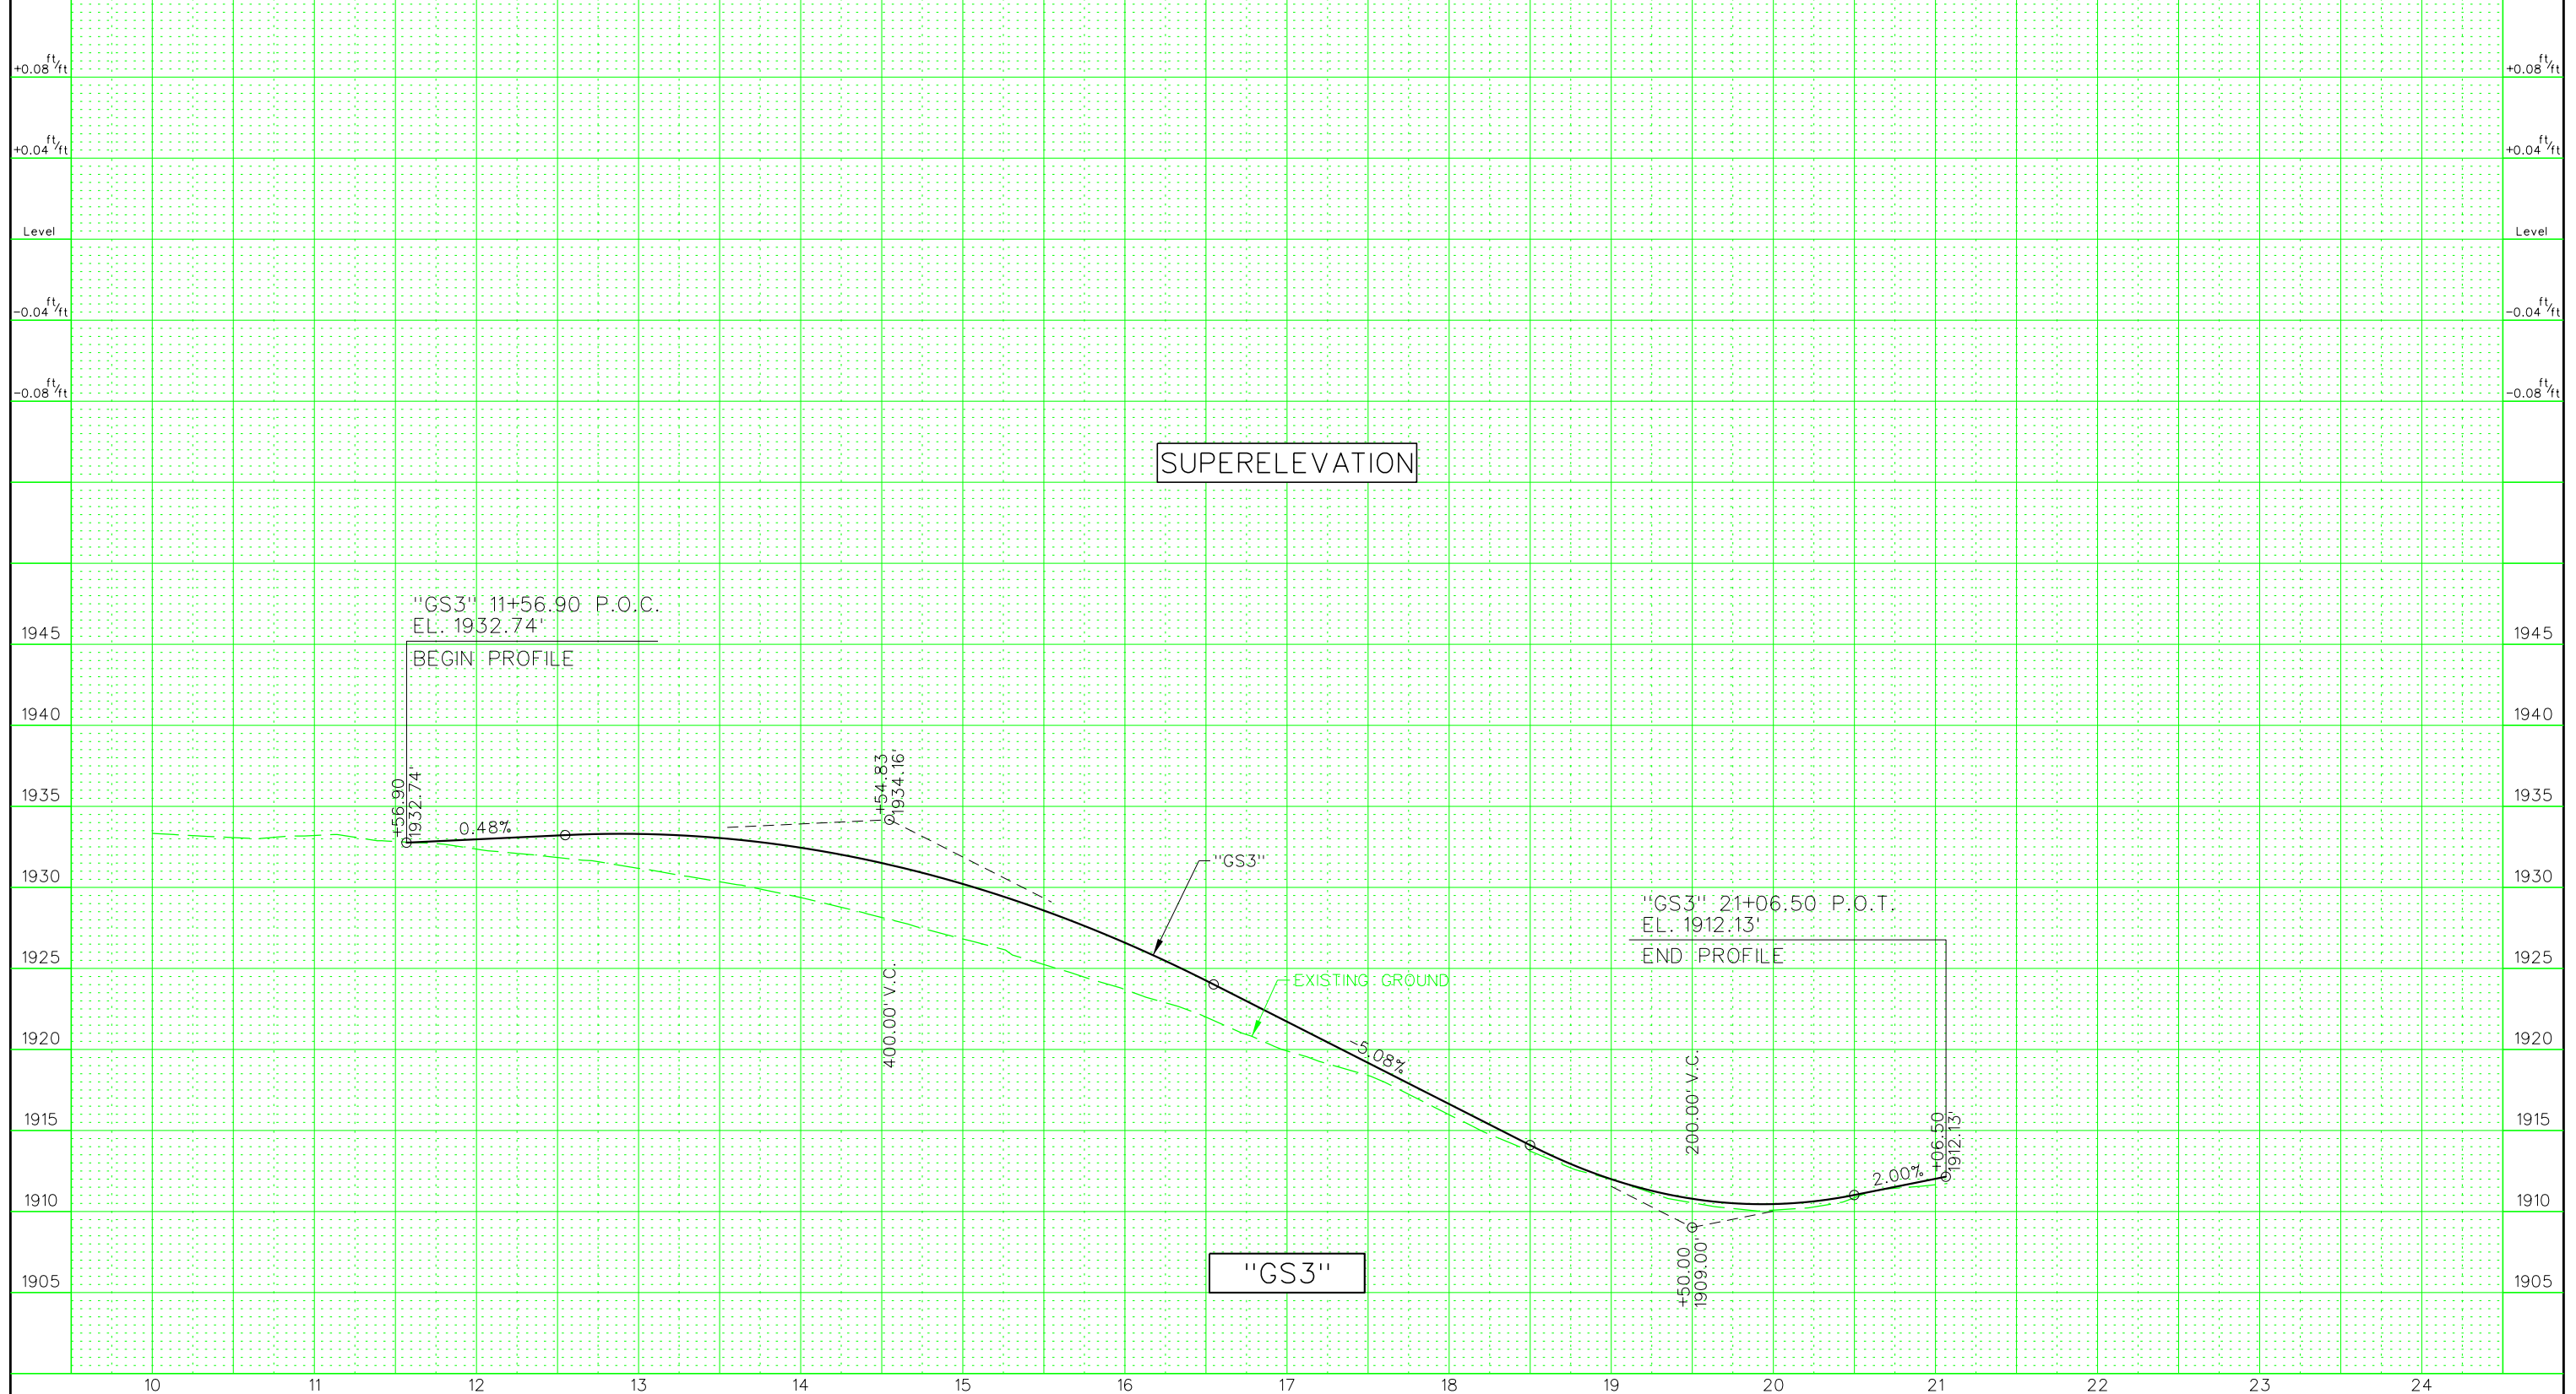 +0.08 ft/ft
+0.08 ft/ft
+0.04 ft/ft
+0.04 ft/ft
Level
Level
-0.04 ft/ft
-0.04 ft/ft
-0.08 ft/ft
-0.08 ft/ft
SUPERELEVATION
"GS3" 11+56.90 P.O.C.
EL. 1932.74'
BEGIN PROFILE
1945
1945
1940
1940
+54.83
1934.16'
+56.90
1932.74'
1935
1935
0.48%
"GS3"
1930
1930
"GS3" 21+06.50 P.O.T.
EL. 1912.13'
END PROFILE
1925
1925
EXISTING GROUND
400.00' V.C.
1920
1920
-5.08%
200.00' V.C.
1915
1915
+06.50
1912.13'
2.00%
1910
1910
+50.00
1909.00'
"GS3"
1905
1905
10 11 12 13 14 15 16 17 18 19 20 21 22 23 24